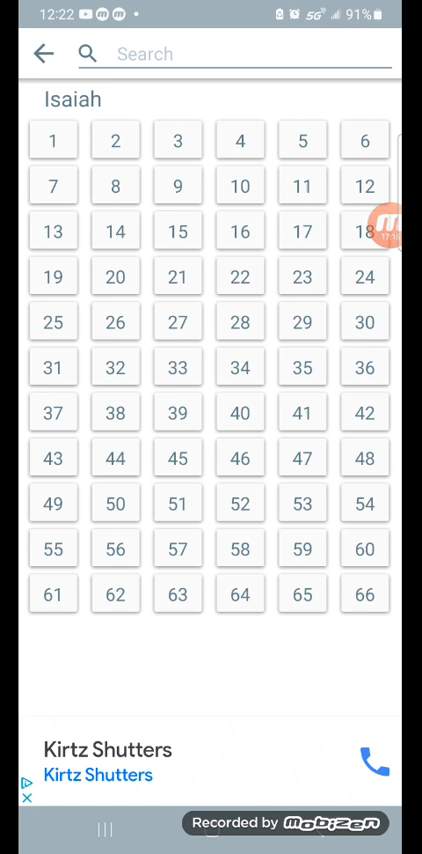 12:22 5G 91%
Search
Isaiah
1 2 3 4 5 6
7 8 9 10 11 12
13 14 15 16 17 18
19 20 21 22 23 24
25 26 27 28 29 30
31 32 33 34 35 36
37 38 39 40 41 42
43 44 45 46 47 48
49 50 51 52 53 54
55 56 57 58 59 60
61 62 63 64 65 66
Kirtz Shutters
Kirtz Shutters
Recorded by mobizen